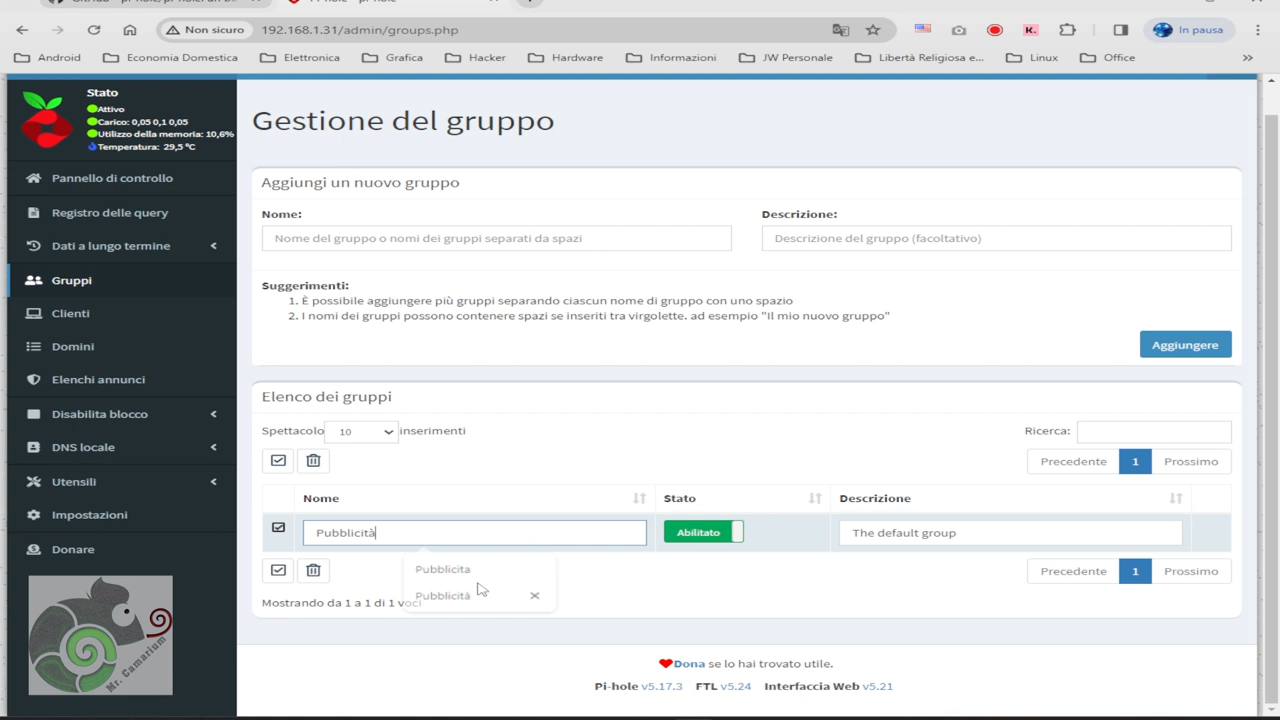 Non sicuro 192.168.1.31/admin/groups.php In pausa
Android Economia Domestica Elettronica Grafica Hacker Hardware Informazioni JW Personale Libertà Religiosa e... Linux Office »
Stato
Attivo
Carico: 0,05 0,1 0,05
Utilizzo della memoria: 10,6%
Temperatura: 29,5 °C
Pannello di controllo
Registro delle query
Dati a lungo termine
Gruppi
Clienti
Domini
Elenchi annunci
Disabilita blocco
DNS locale
Utensili
Impostazioni
Donare
Mr. Camarium
Gestione del gruppo
Aggiungi un nuovo gruppo
Nome: Descrizione:
Nome del gruppo o nomi dei gruppi separati da spazi Descrizione del gruppo (facoltativo)
Suggerimenti:
1. È possibile aggiungere più gruppi separando ciascun nome di gruppo con uno spazio
2. I nomi dei gruppi possono contenere spazi se inseriti tra virgolette. ad esempio "Il mio nuovo gruppo"
Aggiungere
Elenco dei gruppi
Spettacolo 10 inserimenti Ricerca:
Precedente 1 Prossimo
Nome Stato Descrizione
Pubblicità Abilitato The default group
Pubblicita
Pubblicità
Precedente 1 Prossimo
Mostrando da 1 a 1 di 1 voci
Dona se lo hai trovato utile.
Pi-hole v5.17.3 FTL v5.24 Interfaccia Web v5.21